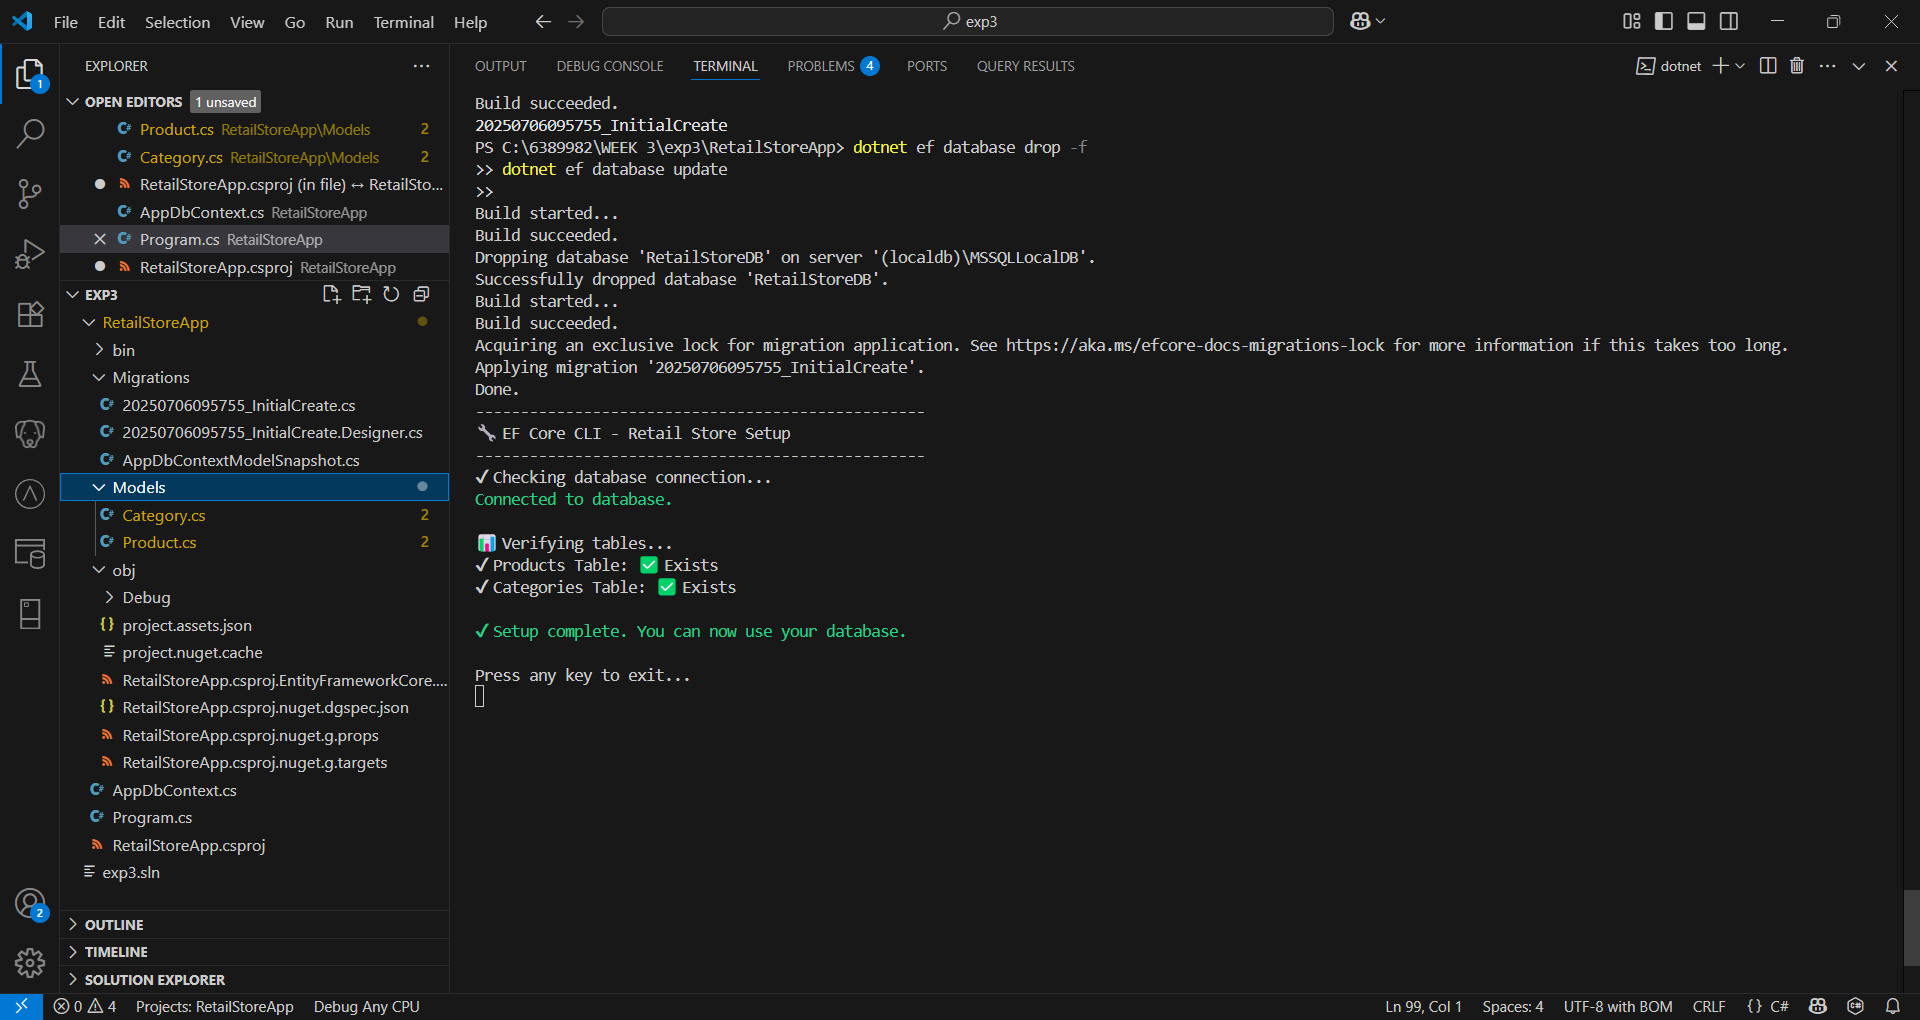 File Edit Selection View Go Run Terminal Help
exp3
EXPLORER
OPEN EDITORS 1 unsaved
Product.cs RetailStoreApp\Models 2
Category.cs RetailStoreApp\Models 2
RetailStoreApp.csproj (in file) ↔ RetailSto...
AppDbContext.cs RetailStoreApp
Program.cs RetailStoreApp
RetailStoreApp.csproj RetailStoreApp
EXP3
RetailStoreApp
bin
Migrations
20250706095755_InitialCreate.cs
20250706095755_InitialCreate.Designer.cs
AppDbContextModelSnapshot.cs
Models
Category.cs 2
Product.cs 2
obj
Debug
project.assets.json
project.nuget.cache
RetailStoreApp.csproj.EntityFrameworkCore....
RetailStoreApp.csproj.nuget.dgspec.json
RetailStoreApp.csproj.nuget.g.props
RetailStoreApp.csproj.nuget.g.targets
AppDbContext.cs
Program.cs
RetailStoreApp.csproj
exp3.sln
OUTLINE
TIMELINE
SOLUTION EXPLORER
1
2
OUTPUT DEBUG CONSOLE TERMINAL PROBLEMS 4 PORTS QUERY RESULTS
dotnet
Build succeeded.
20250706095755_InitialCreate
PS C:\6389982\WEEK 3\exp3\RetailStoreApp> dotnet ef database drop -f
>> dotnet ef database update
>>
Build started...
Build succeeded.
Dropping database 'RetailStoreDB' on server '(localdb)\MSSQLLocalDB'.
Successfully dropped database 'RetailStoreDB'.
Build started...
Build succeeded.
Acquiring an exclusive lock for migration application. See https://aka.ms/efcore-docs-migrations-lock for more information if this takes too long.
Applying migration '20250706095755_InitialCreate'.
Done.
--------------------------------------------------
🔧 EF Core CLI - Retail Store Setup
--------------------------------------------------
✓ Checking database connection...
Connected to database.
📊 Verifying tables...
✓ Products Table: ✅ Exists
✓ Categories Table: ✅ Exists
✓ Setup complete. You can now use your database.
Press any key to exit...
0 4 Projects: RetailStoreApp Debug Any CPU
Ln 99, Col 1 Spaces: 4 UTF-8 with BOM CRLF {} C#